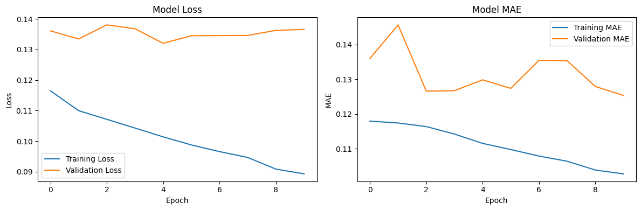 Model Loss
0.14
0.13
0.12
0.11
0.10
0.09
Loss
Training Loss
Validation Loss
0 2 4 6 8
Epoch
Model MAE
0.14
0.13
0.12
0.11
MAE
Training MAE
Validation MAE
0 2 4 6 8
Epoch